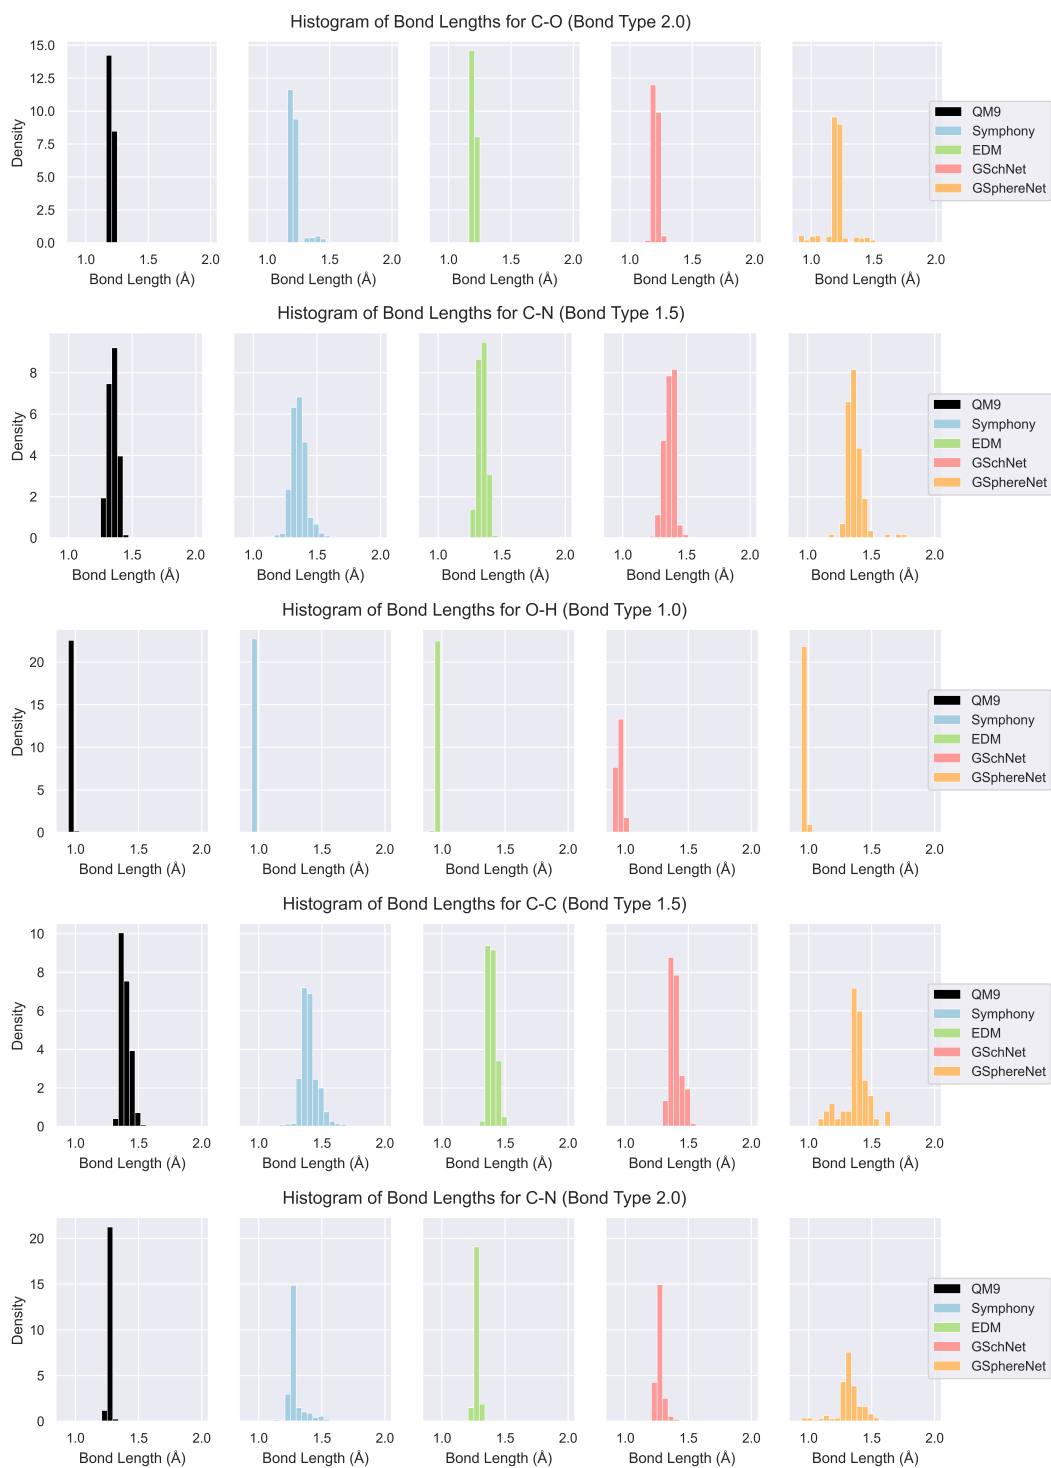 Histogram of Bond Lengths for C-O (Bond Type 2.0)
15.0
12.5
10.0
7.5
5.0
2.5
0.0
Density
1.0 1.5 2.0 1.0 1.5 2.0 1.0 1.5 2.0 1.0 1.5 2.0 1.0 1.5 2.0
Bond Length (Å) Bond Length (Å) Bond Length (Å) Bond Length (Å) Bond Length (Å)
QM9
Symphony
EDM
GSchNet
GSphereNet
Histogram of Bond Lengths for C-N (Bond Type 1.5)
8
6
4
2
0
Density
1.0 1.5 2.0 1.0 1.5 2.0 1.0 1.5 2.0 1.0 1.5 2.0 1.0 1.5 2.0
Bond Length (Å) Bond Length (Å) Bond Length (Å) Bond Length (Å) Bond Length (Å)
QM9
Symphony
EDM
GSchNet
GSphereNet
Histogram of Bond Lengths for O-H (Bond Type 1.0)
20
15
10
5
0
Density
1.0 1.5 2.0 1.0 1.5 2.0 1.0 1.5 2.0 1.0 1.5 2.0 1.0 1.5 2.0
Bond Length (Å) Bond Length (Å) Bond Length (Å) Bond Length (Å) Bond Length (Å)
QM9
Symphony
EDM
GSchNet
GSphereNet
Histogram of Bond Lengths for C-C (Bond Type 1.5)
10
8
6
4
2
0
Density
1.0 1.5 2.0 1.0 1.5 2.0 1.0 1.5 2.0 1.0 1.5 2.0 1.0 1.5 2.0
Bond Length (Å) Bond Length (Å) Bond Length (Å) Bond Length (Å) Bond Length (Å)
QM9
Symphony
EDM
GSchNet
GSphereNet
Histogram of Bond Lengths for C-N (Bond Type 2.0)
20
15
10
5
0
Density
1.0 1.5 2.0 1.0 1.5 2.0 1.0 1.5 2.0 1.0 1.5 2.0 1.0 1.5 2.0
Bond Length (Å) Bond Length (Å) Bond Length (Å) Bond Length (Å) Bond Length (Å)
QM9
Symphony
EDM
GSchNet
GSphereNet